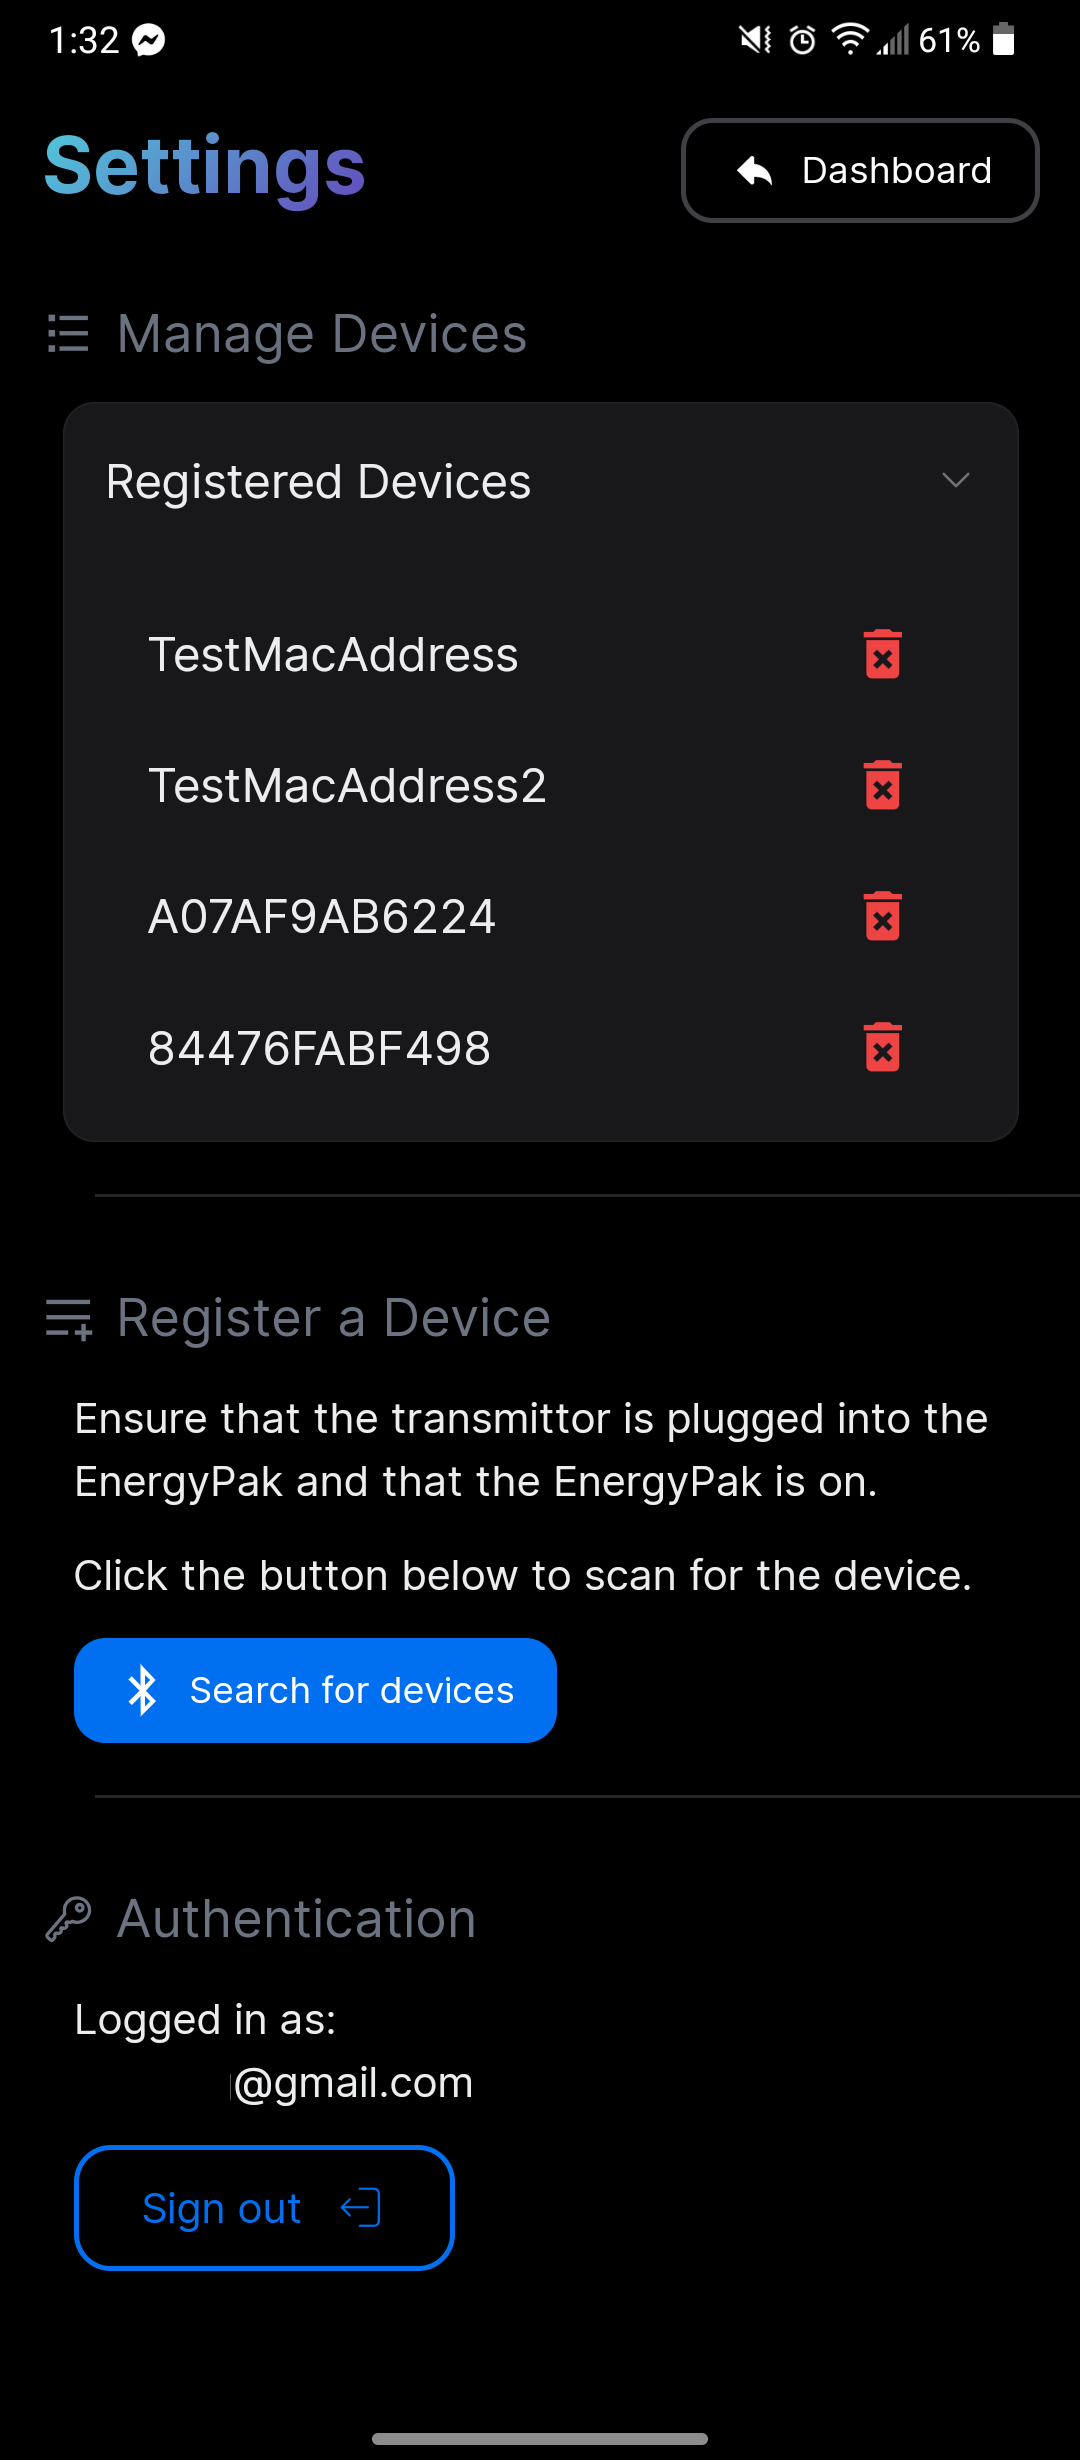 1:32
61%
Settings
Dashboard
Manage Devices
Registered Devices
TestMacAddress
TestMacAddress2
A07AF9AB6224
84476FABF498
Register a Device
Ensure that the transmittor is plugged into the
EnergyPak and that the EnergyPak is on.
Click the button below to scan for the device.
Search for devices
Authentication
Logged in as:
@gmail.com
Sign out